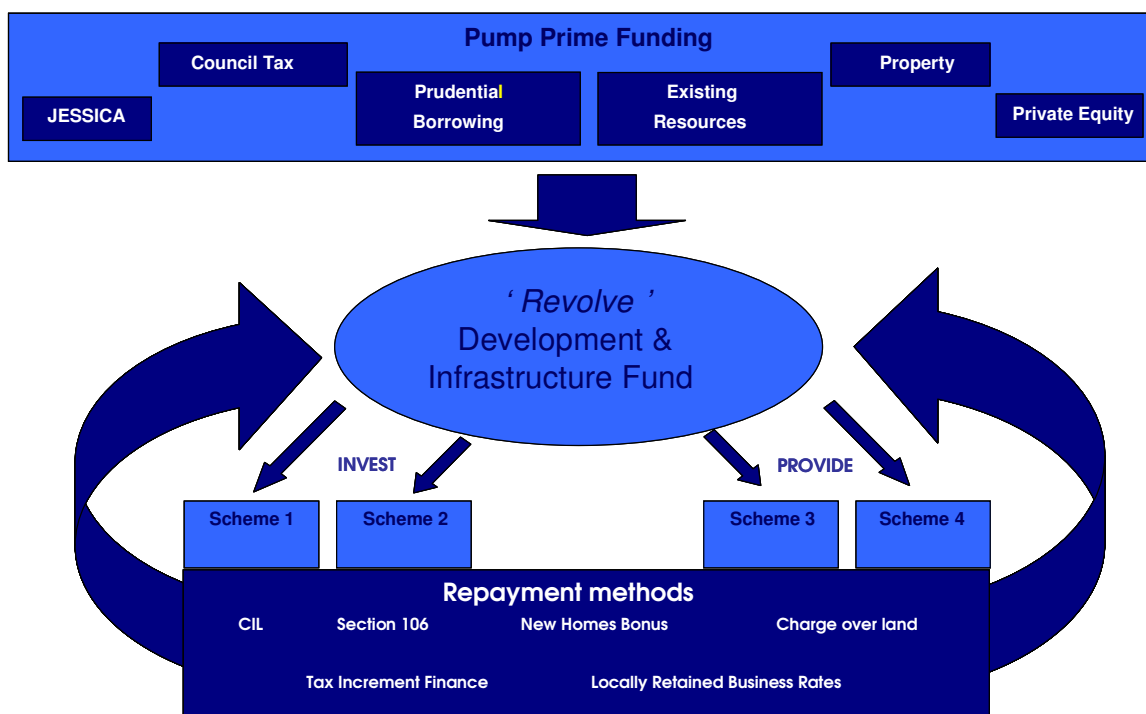 Pump Prime Funding
Council Tax
Property
JESSICA
Prudential
Borrowing
Existing
Resources
Private Equity
‘ Revolve ’
Development &
Infrastructure Fund
INVEST
PROVIDE
Scheme 1
Scheme 2
Scheme 3
Scheme 4
Repayment methods
CIL
Section 106
New Homes Bonus
Charge over land
Tax Increment Finance
Locally Retained Business Rates